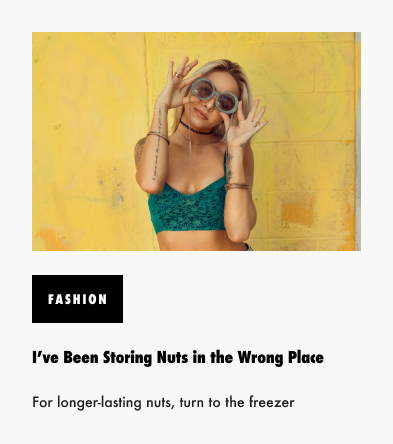 FASHION
I’ve Been Storing Nuts in the Wrong Place
For longer-lasting nuts, turn to the freezer